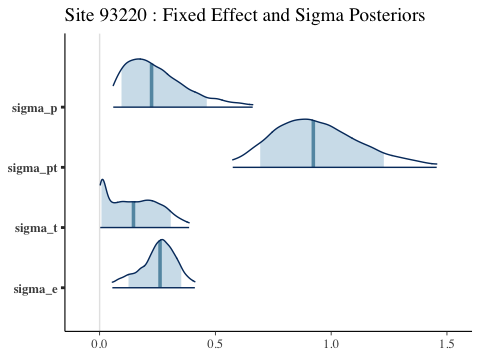 Site 93220 : Fixed Effect and Sigma Posteriors
sigma_p
sigma_pt
sigma_t
sigma_e
0.0 0.5 1.0 1.5